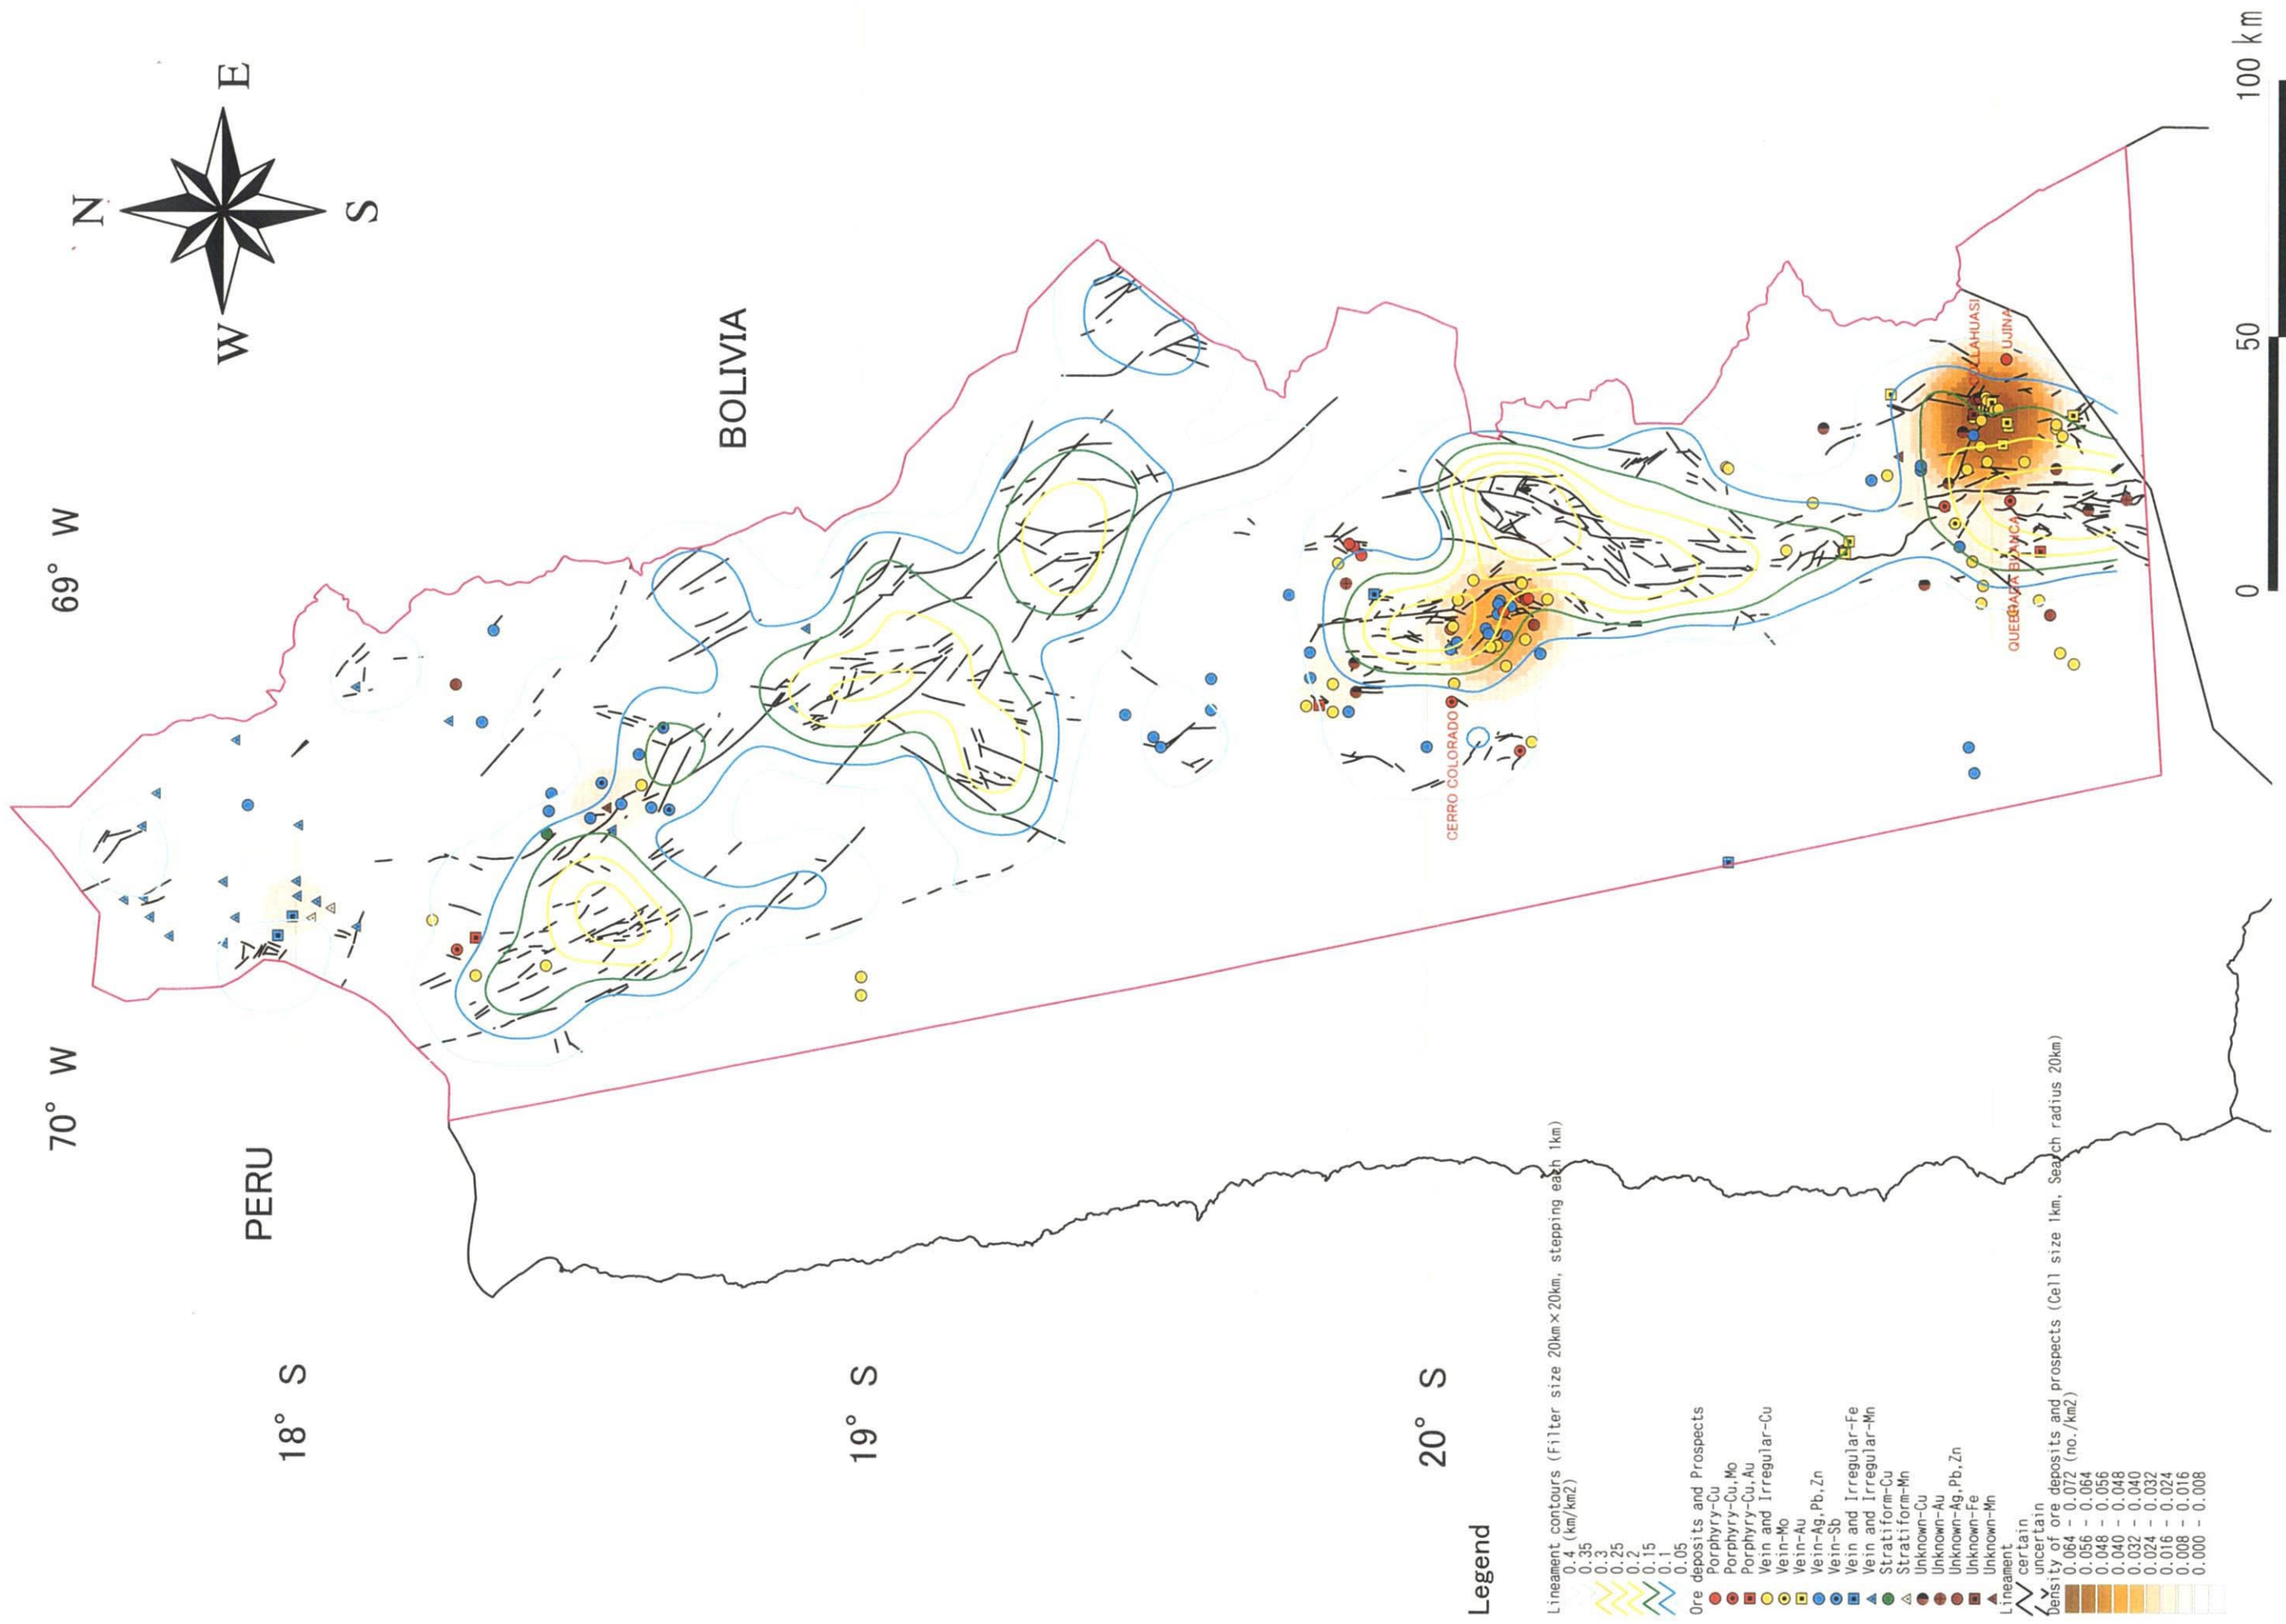 N
E
W
S
70° W
69° W
PERU
BOLIVIA
18° S
19° S
20° S
CERRO COLORADO
QUEBRADA BLANCA
UJINA
0
50
100 km
Legend
Lineament contours (Filter size 20km×20km, stepping each 1km)
0.4 (km/km2)
0.35
0.3
0.25
0.2
0.15
0.1
0.05
Ore deposits and Prospects
Porphyry-Cu
Porphyry-Cu,Mo
Porphyry-Cu,Au
Vein and Irregular-Cu
Vein-Mo
Vein-Au
Vein-Ag,Pb,Zn
Vein-Sb
Vein and Irregular-Fe
Vein and Irregular-Mn
Stratiform-Cu
Stratiform-Mn
Unknown-Cu
Unknown-Au
Unknown-Ag,Pb,Zn
Unknown-Fe
Unknown-Mn
Lineament
certain
uncertain
Density of ore deposits and prospects (Cell size 1km, Search radius 20km)
0.064 - 0.072 (no./km2)
0.056 - 0.064
0.048 - 0.056
0.040 - 0.048
0.032 - 0.040
0.024 - 0.032
0.016 - 0.024
0.008 - 0.016
0.000 - 0.008